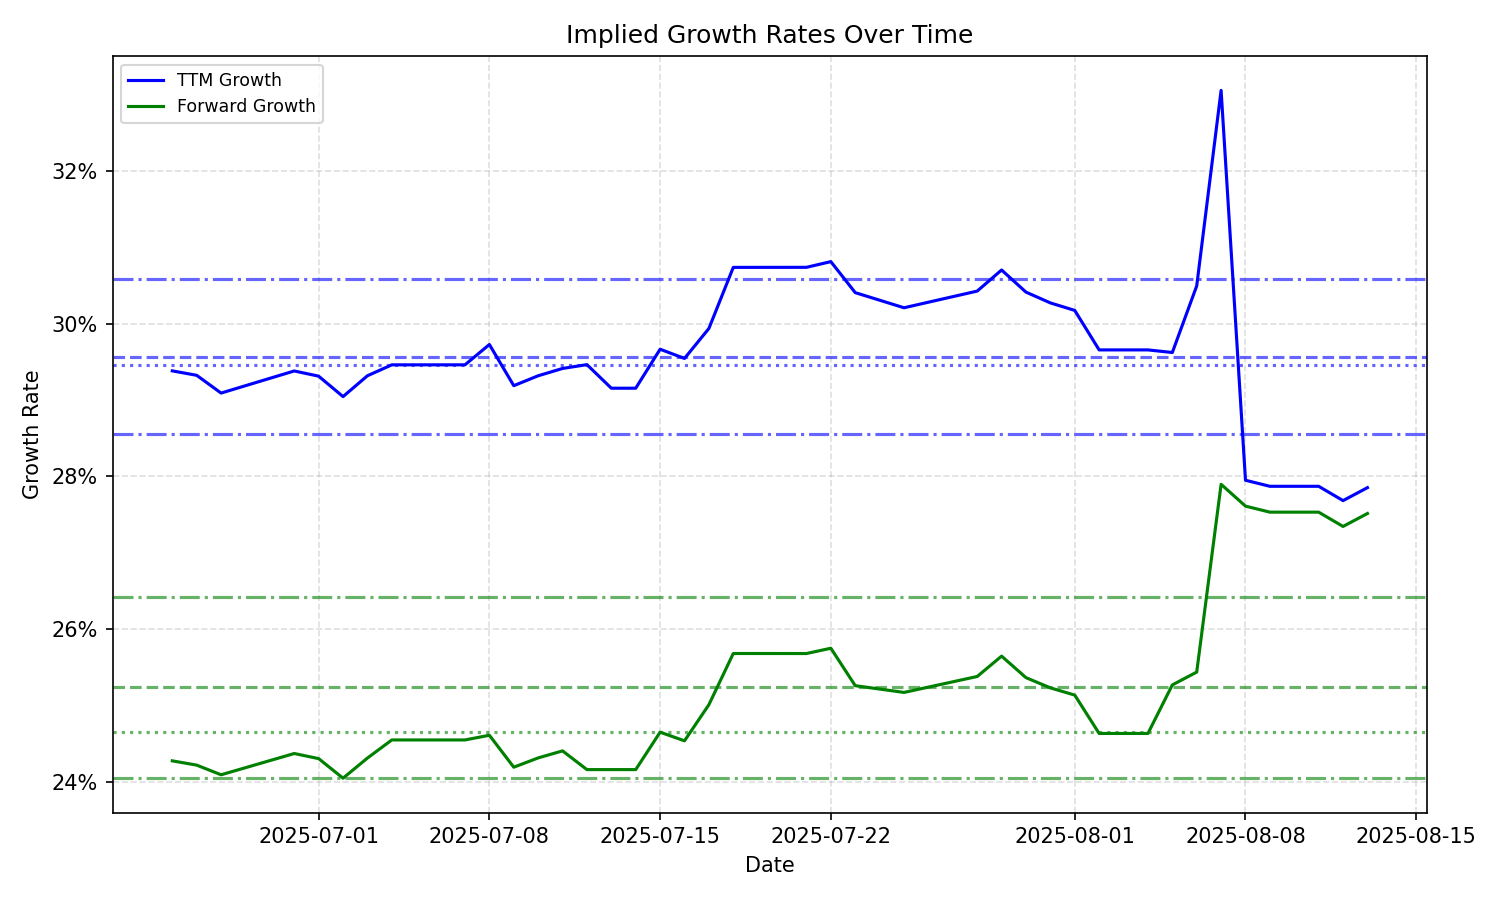 Implied Growth Rates Over Time
TTM Growth
Forward Growth
32%
30%
28%
26%
24%
Growth Rate
2025-07-01
2025-07-08
2025-07-15
2025-07-22
2025-08-01
2025-08-08
2025-08-15
Date